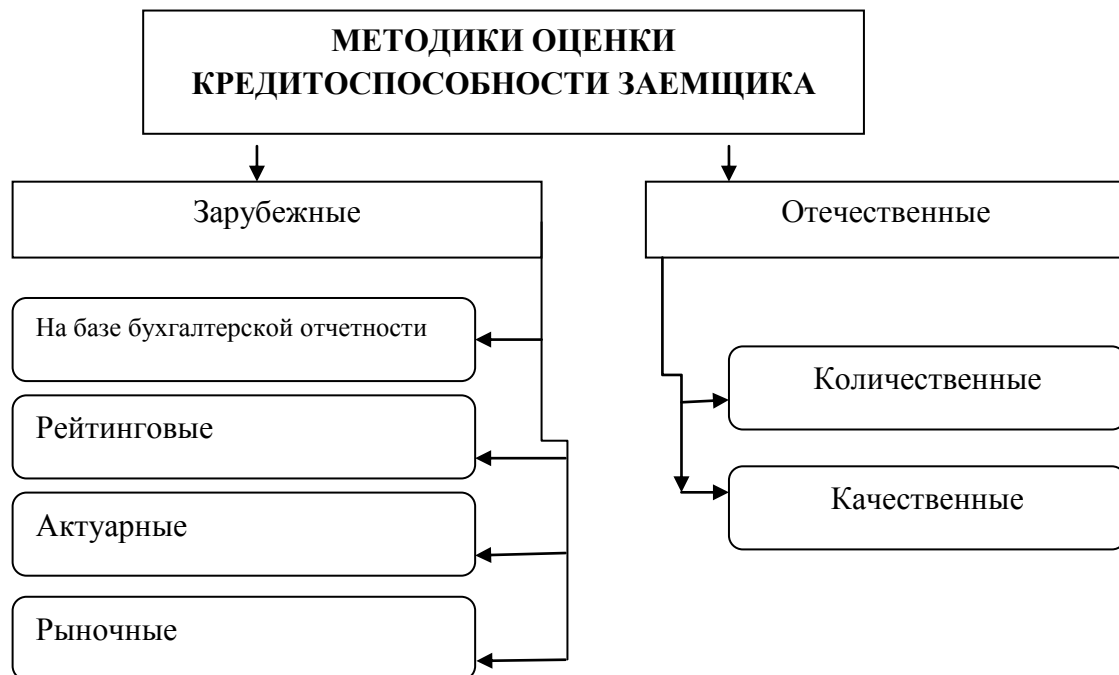 МЕТОДИКИ ОЦЕНКИ
КРЕДИТОСПОСОБНОСТИ ЗАЕМЩИКА
Зарубежные
Отечественные
На базе бухгалтерской отчетности
Рейтинговые
Актуарные
Рыночные
Количественные
Качественные